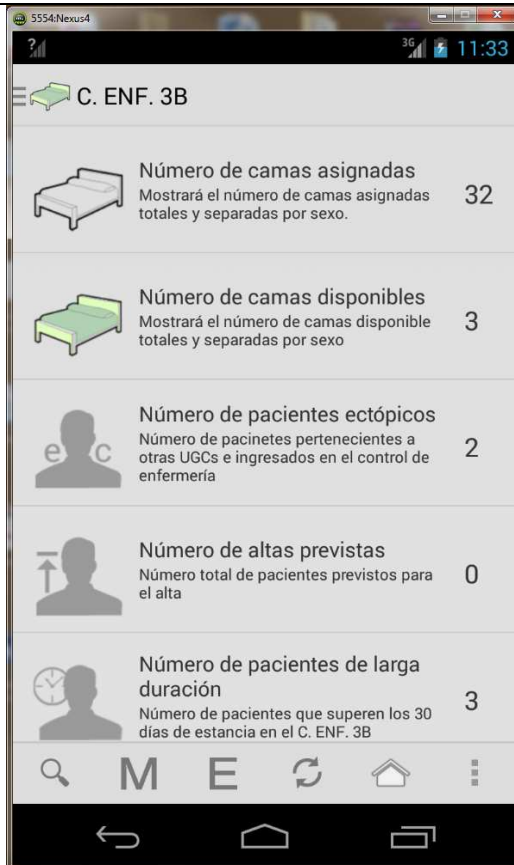 5554:Nexus4
3G 11:33
C. ENF. 3B
Número de camas asignadas
Mostrará el número de camas asignadas
totales y separadas por sexo.
32
Número de camas disponibles
Mostrará el número de camas disponible
totales y separadas por sexo
3
Número de pacientes ectópicos
Número de pacinetes pertenecientes a
otras UGCs e ingresados en el control de
enfermería
2
e c
Número de altas previstas
Número total de pacientes previstos para
el alta
0
Número de pacientes de larga
duración
Número de pacientes que superen los 30
días de estancia en el C. ENF. 3B
3
M E